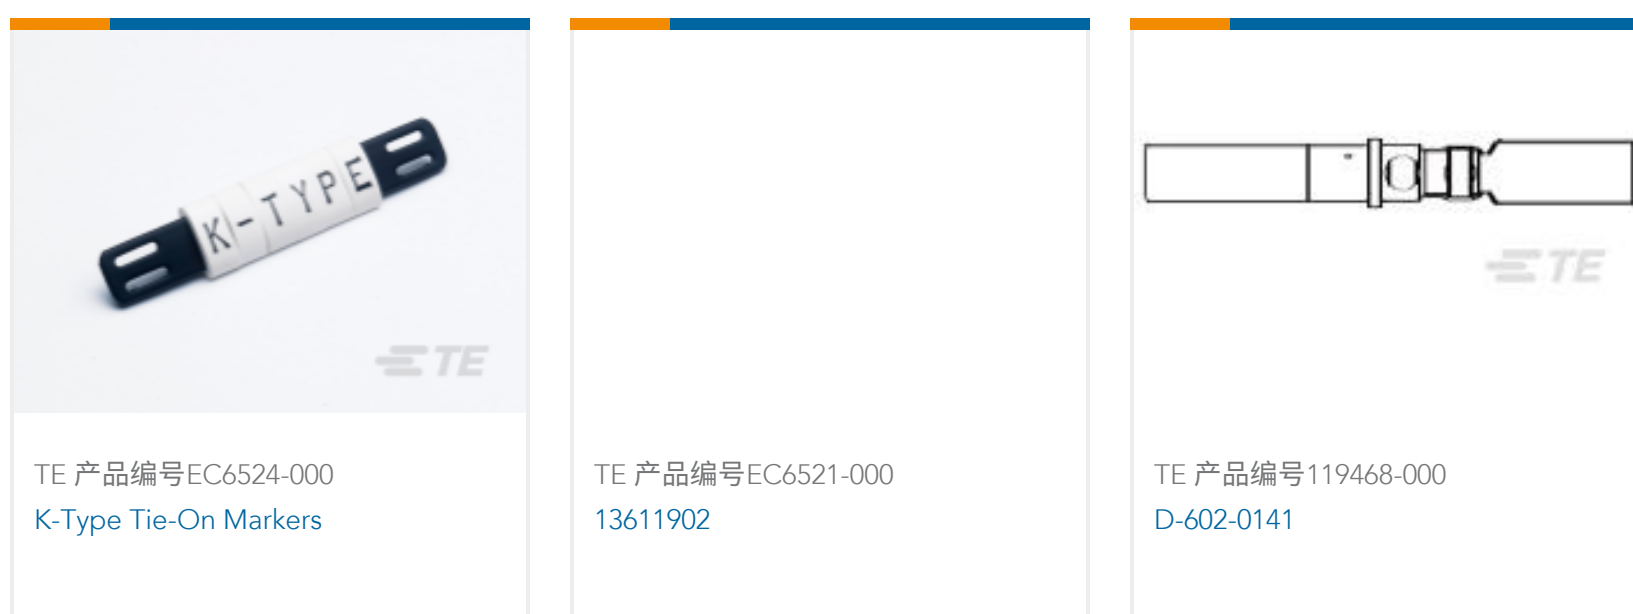 K-TYPE
TE
TE
TE 产品编号EC6524-000
K-Type Tie-On Markers
TE 产品编号EC6521-000
13611902
TE 产品编号119468-000
D-602-0141